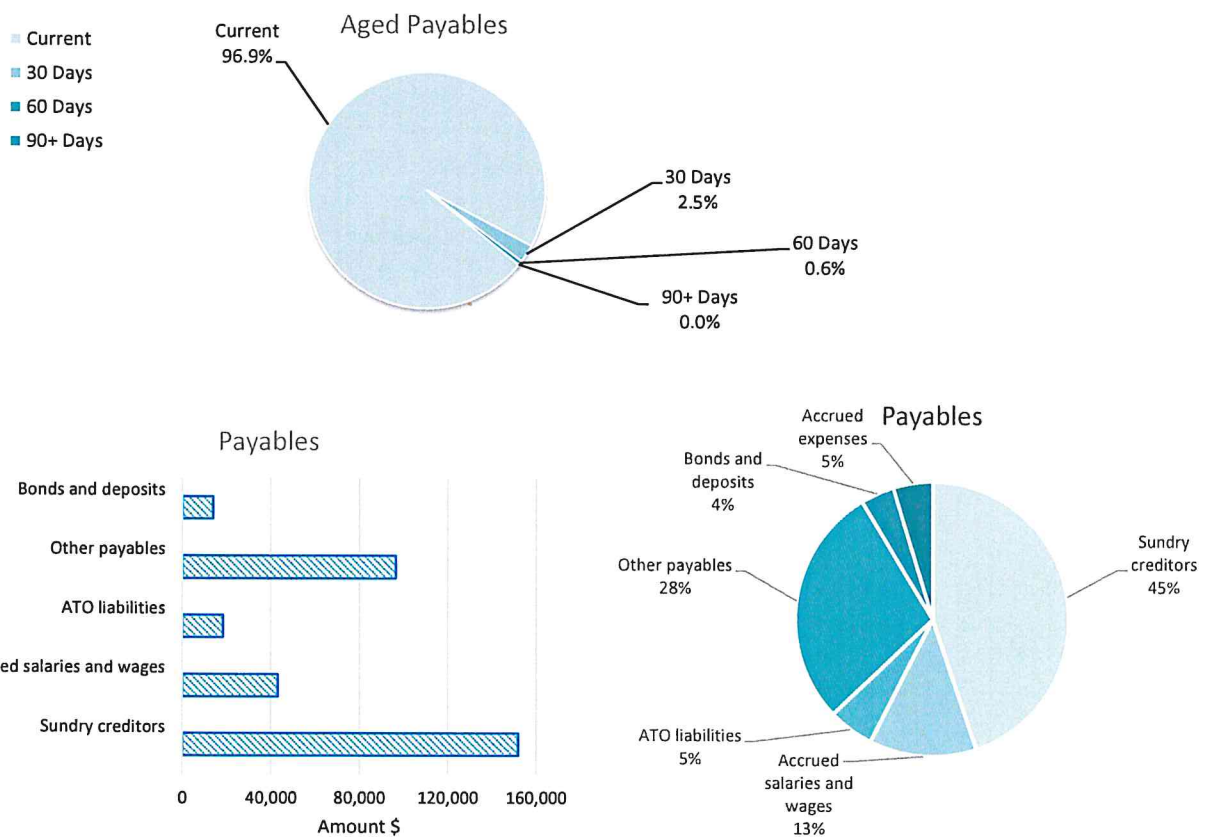 Aged Payables
Current
30 Days
60 Days
90+ Days
Current
96.9%
30 Days
2.5%
60 Days
0.6%
90+ Days
0.0%
Payables
Bonds and deposits
Other payables
ATO liabilities
ed salaries and wages
Sundry creditors
0 40,000 80,000 120,000 160,000
Amount $
Payables
Accrued
expenses
5%
Bonds and
deposits
4%
Other payables
28%
Sundry
creditors
45%
ATO liabilities
5%
Accrued
salaries and
wages
13%